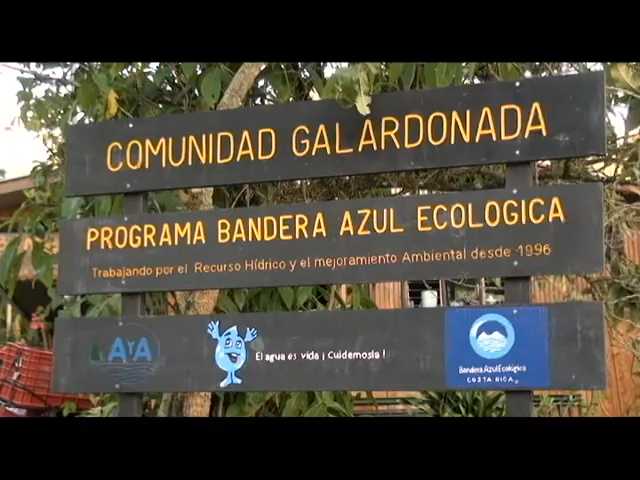 COMUNIDAD GALARDONADA
PROGRAMA BANDERA AZUL ECOLOGICA
Trabajando por el Recurso Hídrico y el mejoramiento Ambiental desde 1996
AYA
El agua es vida ¡ Cuidemosla !
Bandera Azul Ecológica
COSTA RICA